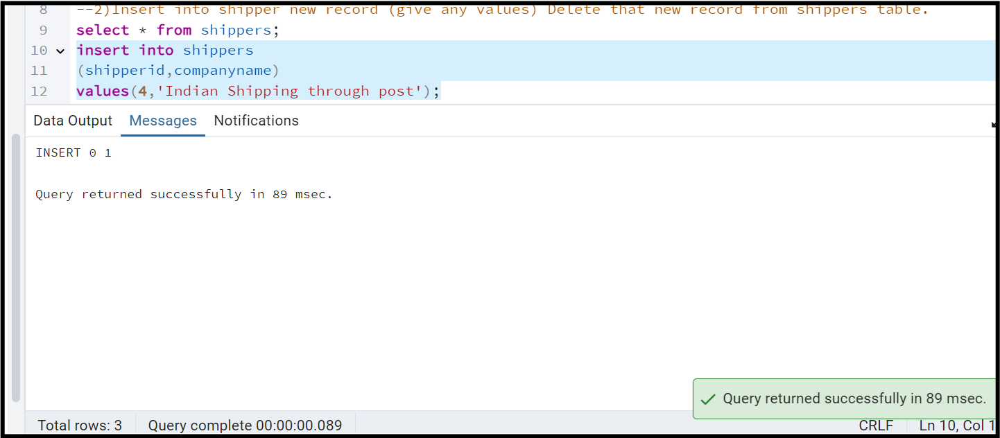 8 --2)Insert into shipper new record (give any values) Delete that new record from shippers table.
9 select * from shippers;
10 insert into shippers
11 (shipperid,companyname)
12 values(4,'Indian Shipping through post');
Data Output Messages Notifications
INSERT 0 1
Query returned successfully in 89 msec.
Query returned successfully in 89 msec.
Total rows: 3 Query complete 00:00:00.089 CRLF Ln 10, Col 1